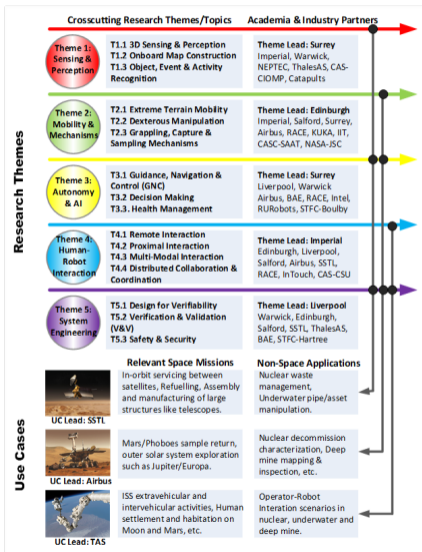 Crosscutting Research Themes/Topics
Academia & Industry Partners
Research Themes
Theme 1:
Sensing &
Perception
T1.1 3D Sensing & Perception
T1.2 Onboard Map Construction
T1.3 Object, Event & Activity
Recognition
Theme Lead: Surrey
Imperial, Warwick,
NEPTEC, ThalesAS, CAS-
CIOMP, Catapults
Theme 2:
Mobility &
Mechanisms
T2.1 Extreme Terrain Mobility
T2.2 Dexterous Manipulation
T2.3 Grappling, Capture &
Sampling Mechanisms
Theme Lead: Edinburgh
Imperial, Salford, Surrey,
Airbus, RACE, KUKA, IIT,
CASC-SAAT, NASA-JSC
Theme 3:
Autonomy
& AI
T3.1 Guidance, Navigation &
Control (GNC)
T3.2 Decision Making
T3.3. Health Management
Theme Lead: Surrey
Liverpool, Warwick
Airbus, BAE, RACE, Intel,
RURobots, STFC-Boulby
Theme 4:
Human-
Robot
Interaction
T4.1 Remote Interaction
T4.2 Proximal Interaction
T4.3 Multi-Modal Interaction
T4.4 Distributed Collaboration &
Coordination
Theme Lead: Imperial
Edinburgh, Liverpool,
Salford, Airbus, SSTL,
RACE, InTouch, CAS-CSU
Theme 5:
System
Engineering
T5.1 Design for Verifiability
T5.2 Verification & Validation
(V&V)
T5.3 Safety & Security
Theme Lead: Liverpool
Warwick, Edinburgh,
Salford, SSTL, ThalesAS,
BAE, STFC-Hartree
Relevant Space Missions
Non-Space Applications
Use Cases
UC Lead: SSTL
In-orbit servicing between
satellites, Refuelling, Assembly
and manufacturing of large
structures like telescopes.
Nuclear waste
management,
Underwater pipe/asset
manipulation.
UC Lead: Airbus
Mars/Phoboes sample return,
outer solar system exploration
such as Jupiter/Europa.
Nuclear decommission
characterization, Deep
mine mapping &
inspection, etc.
UC Lead: TAS
ISS extravehicular and
intervehicular activities, Human
settlement and habitation on
Moon and Mars, etc.
Operator-Robot
Interation scenarios in
nuclear, underwater and
deep mine.